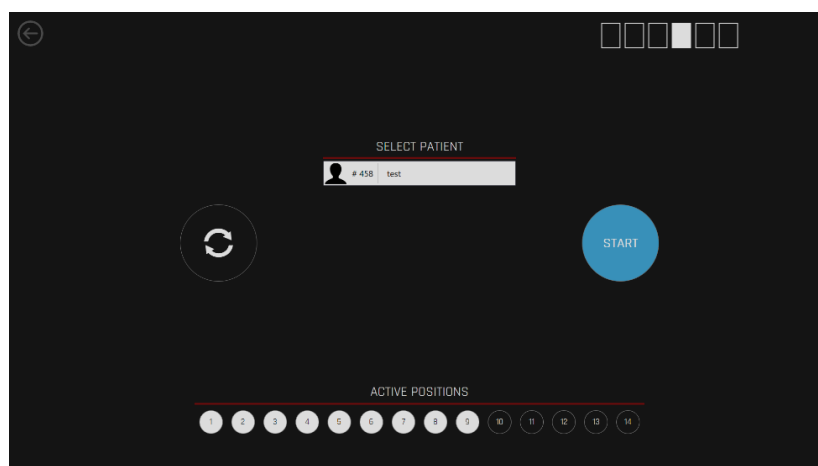 SELECT PATIENT
# 458 test
START
ACTIVE POSITIONS
1 2 3 4 5 6 7 8 9 10 11 12 13 14